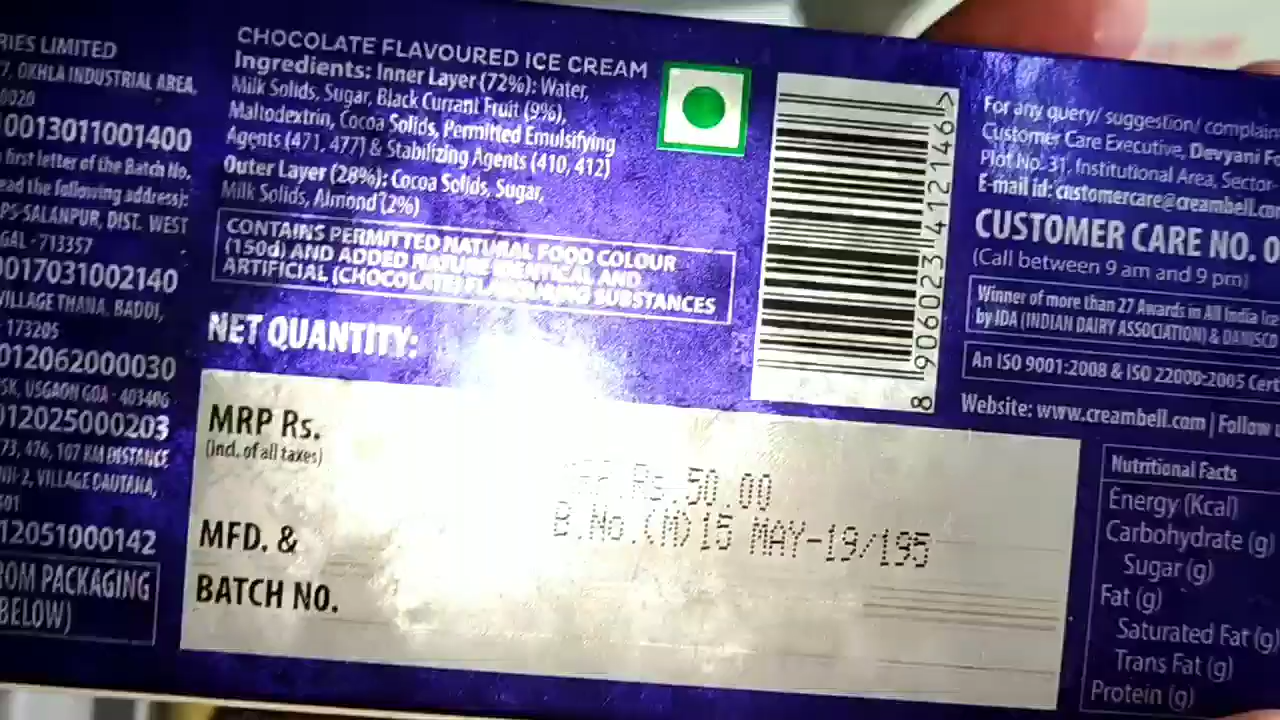 RIES LIMITED
7, OKHLA INDUSTRIAL AREA,
0020
0013011001400
first letter of the Batch No.
ead the following address):
PS-SALANPUR, DIST. WEST
GAL - 713357
0017031002140
VILLAGE THANA, BADDI,
173205
012062000030
SK, USGAON GOA - 403406
012025000203
73, 476, 107 KM DISTANCE
VILLAGE DAUTANA,
501
12051000142
ROM PACKAGING
BELOW)
CHOCOLATE FLAVOURED ICE CREAM
Ingredients: Inner Layer (72%): Water,
Milk Solids, Sugar, Black Currant Fruit (9%),
Maltodextrin, Cocoa Solids, Permitted Emulsifying
Agents (471, 477) & Stabilizing Agents (410, 412)
Outer Layer (28%): Cocoa Solids, Sugar,
Milk Solids, Almond (2%)
CONTAINS PERMITTED NATURAL FOOD COLOUR
(150d) AND ADDED NATURE IDENTICAL AND
ARTIFICIAL (CHOCOLATE) FLAVOURING SUBSTANCES
NET QUANTITY:
MRP Rs.
(incl. of all taxes)
MFD. &
BATCH NO.
Rs.50.00
B.No.(M)15 MAY-19/195
8 906023 412146 >
For any query/ suggestion/ complain
Customer Care Executive, Devyani Fo
Plot No. 31, Institutional Area, Sector-
E-mail id: customercare@creambell.co
CUSTOMER CARE NO. 0
(Call between 9 am and 9 pm)
Winner of more than 27 Awards in All India Ice
by IDA (INDIAN DAIRY ASSOCIATION) & DANISCO
An ISO 9001:2008 & ISO 22000:2005 Cert
Website: www.creambell.com | Follow u
Nutritional Facts
Energy (Kcal)
Carbohydrate (g)
Sugar (g)
Fat (g)
Saturated Fat (g)
Trans Fat (g)
Protein (g)